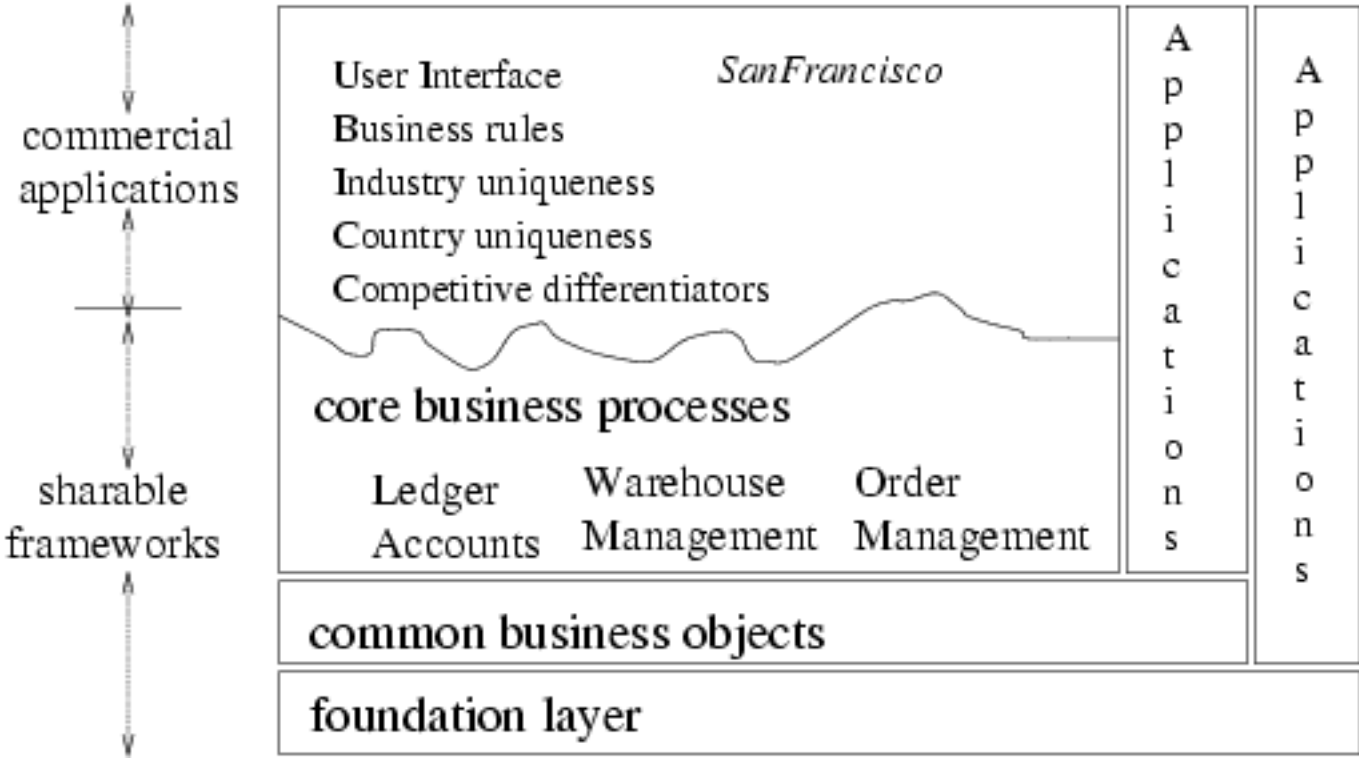 commercial
applications
sharable
frameworks
SanFrancisco
User Interface
Business rules
Industry uniqueness
Country uniqueness
Competitive differentiators
core business processes
Ledger
Accounts
Warehouse
Management
Order
Management
common business objects
foundation layer
Applications
Applications